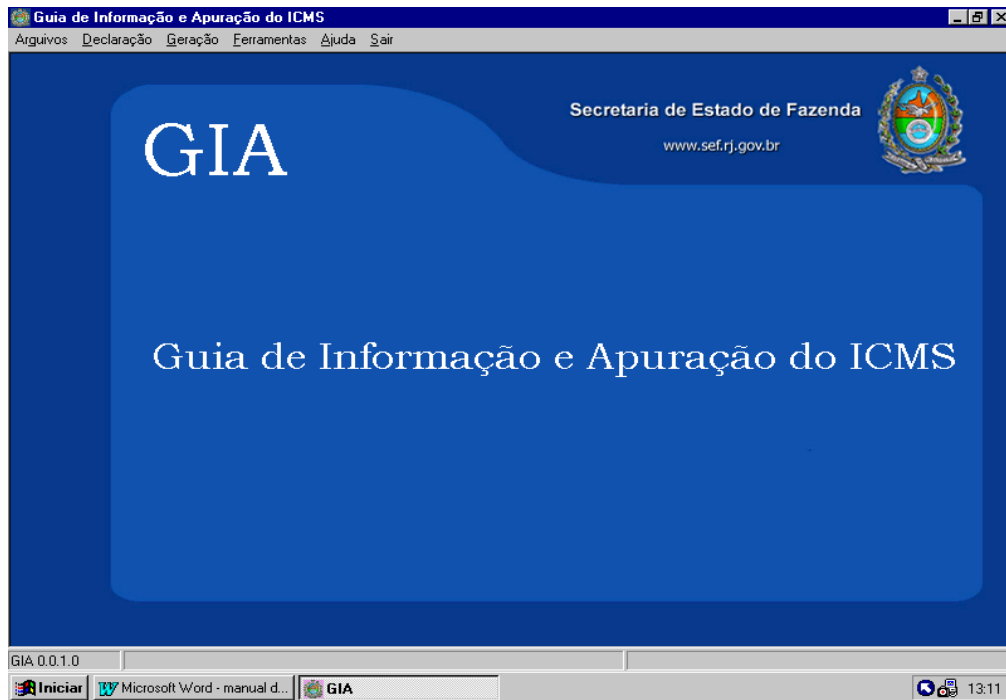 Guia de Informação e Apuração do ICMS
Arquivos Declaração Geração Ferramentas Ajuda Sair
Secretaria de Estado de Fazenda
www.sef.rj.gov.br
GIA
Guia de Informação e Apuração do ICMS
GIA 0.0.1.0
Iniciar Microsoft Word - manual d... GIA 13:11